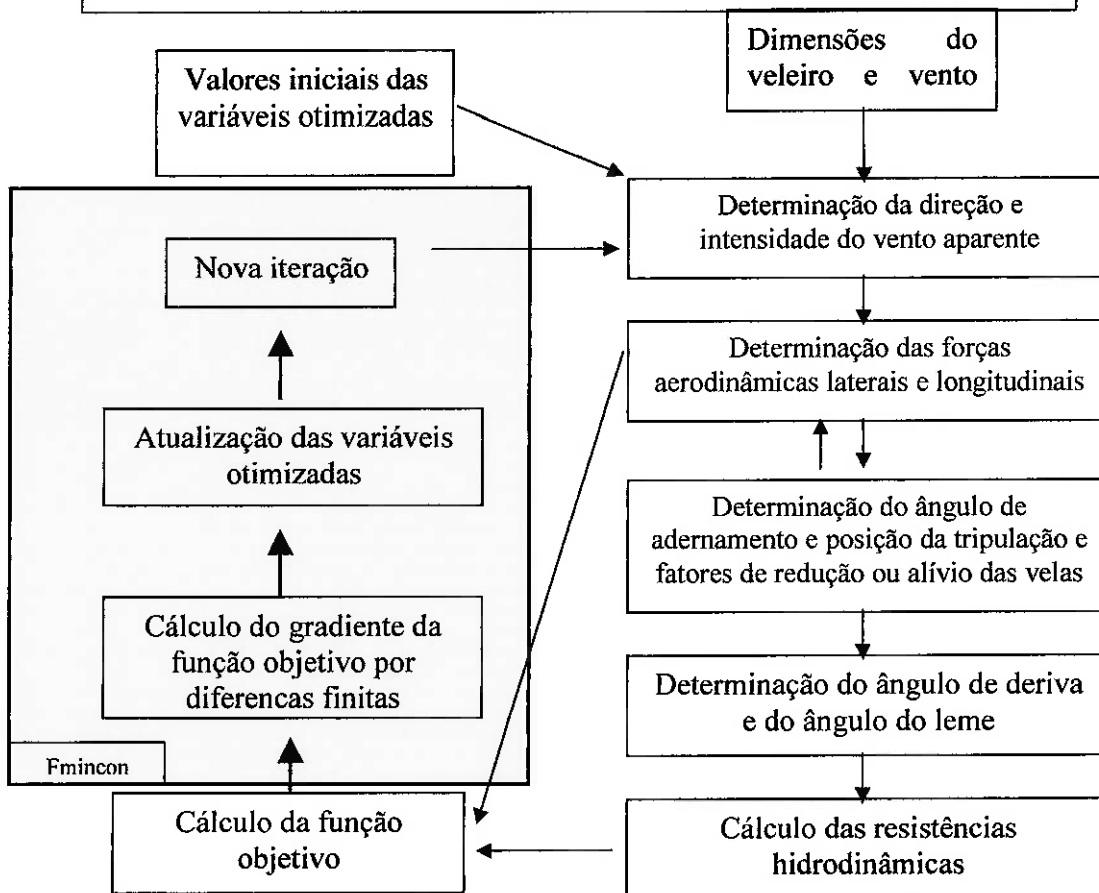 Dimensões do
veleiro e vento
Valores iniciais das
variáveis otimizadas
Determinação da direção e
intensidade do vento aparente
Nova iteração
Determinação das forças
aerodinâmicas laterais e longitudinais
Atualização das variáveis
otimizadas
Determinação do ângulo de
adernamento e posição da tripulação e
fatores de redução ou alívio das velas
Cálculo do gradiente da
função objetivo por
diferencas finitas
Determinação do ângulo de deriva
e do ângulo do leme
Fmincon
Cálculo da função
objetivo
Cálculo das resistências
hidrodinâmicas